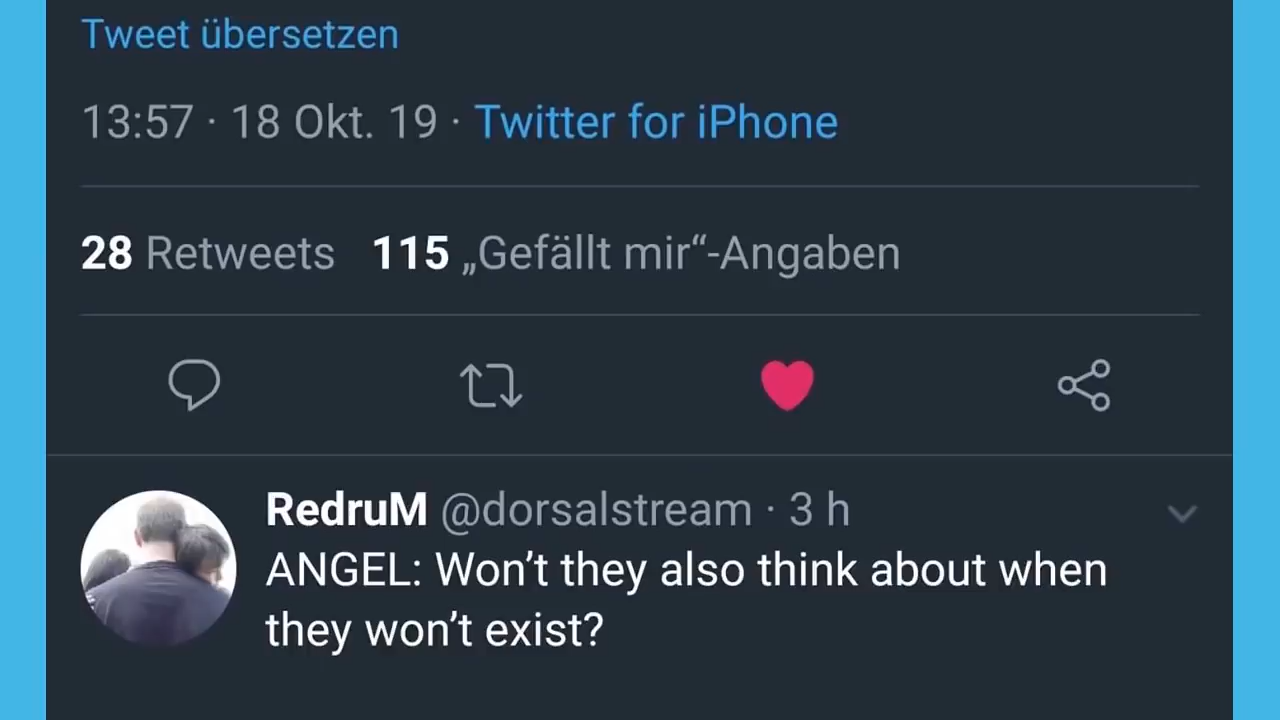 Tweet übersetzen
13:57 · 18 Okt. 19 · Twitter for iPhone
28 Retweets 115 „Gefällt mir“-Angaben
RedruM @dorsalstream · 3 h
ANGEL: Won’t they also think about when
they won’t exist?